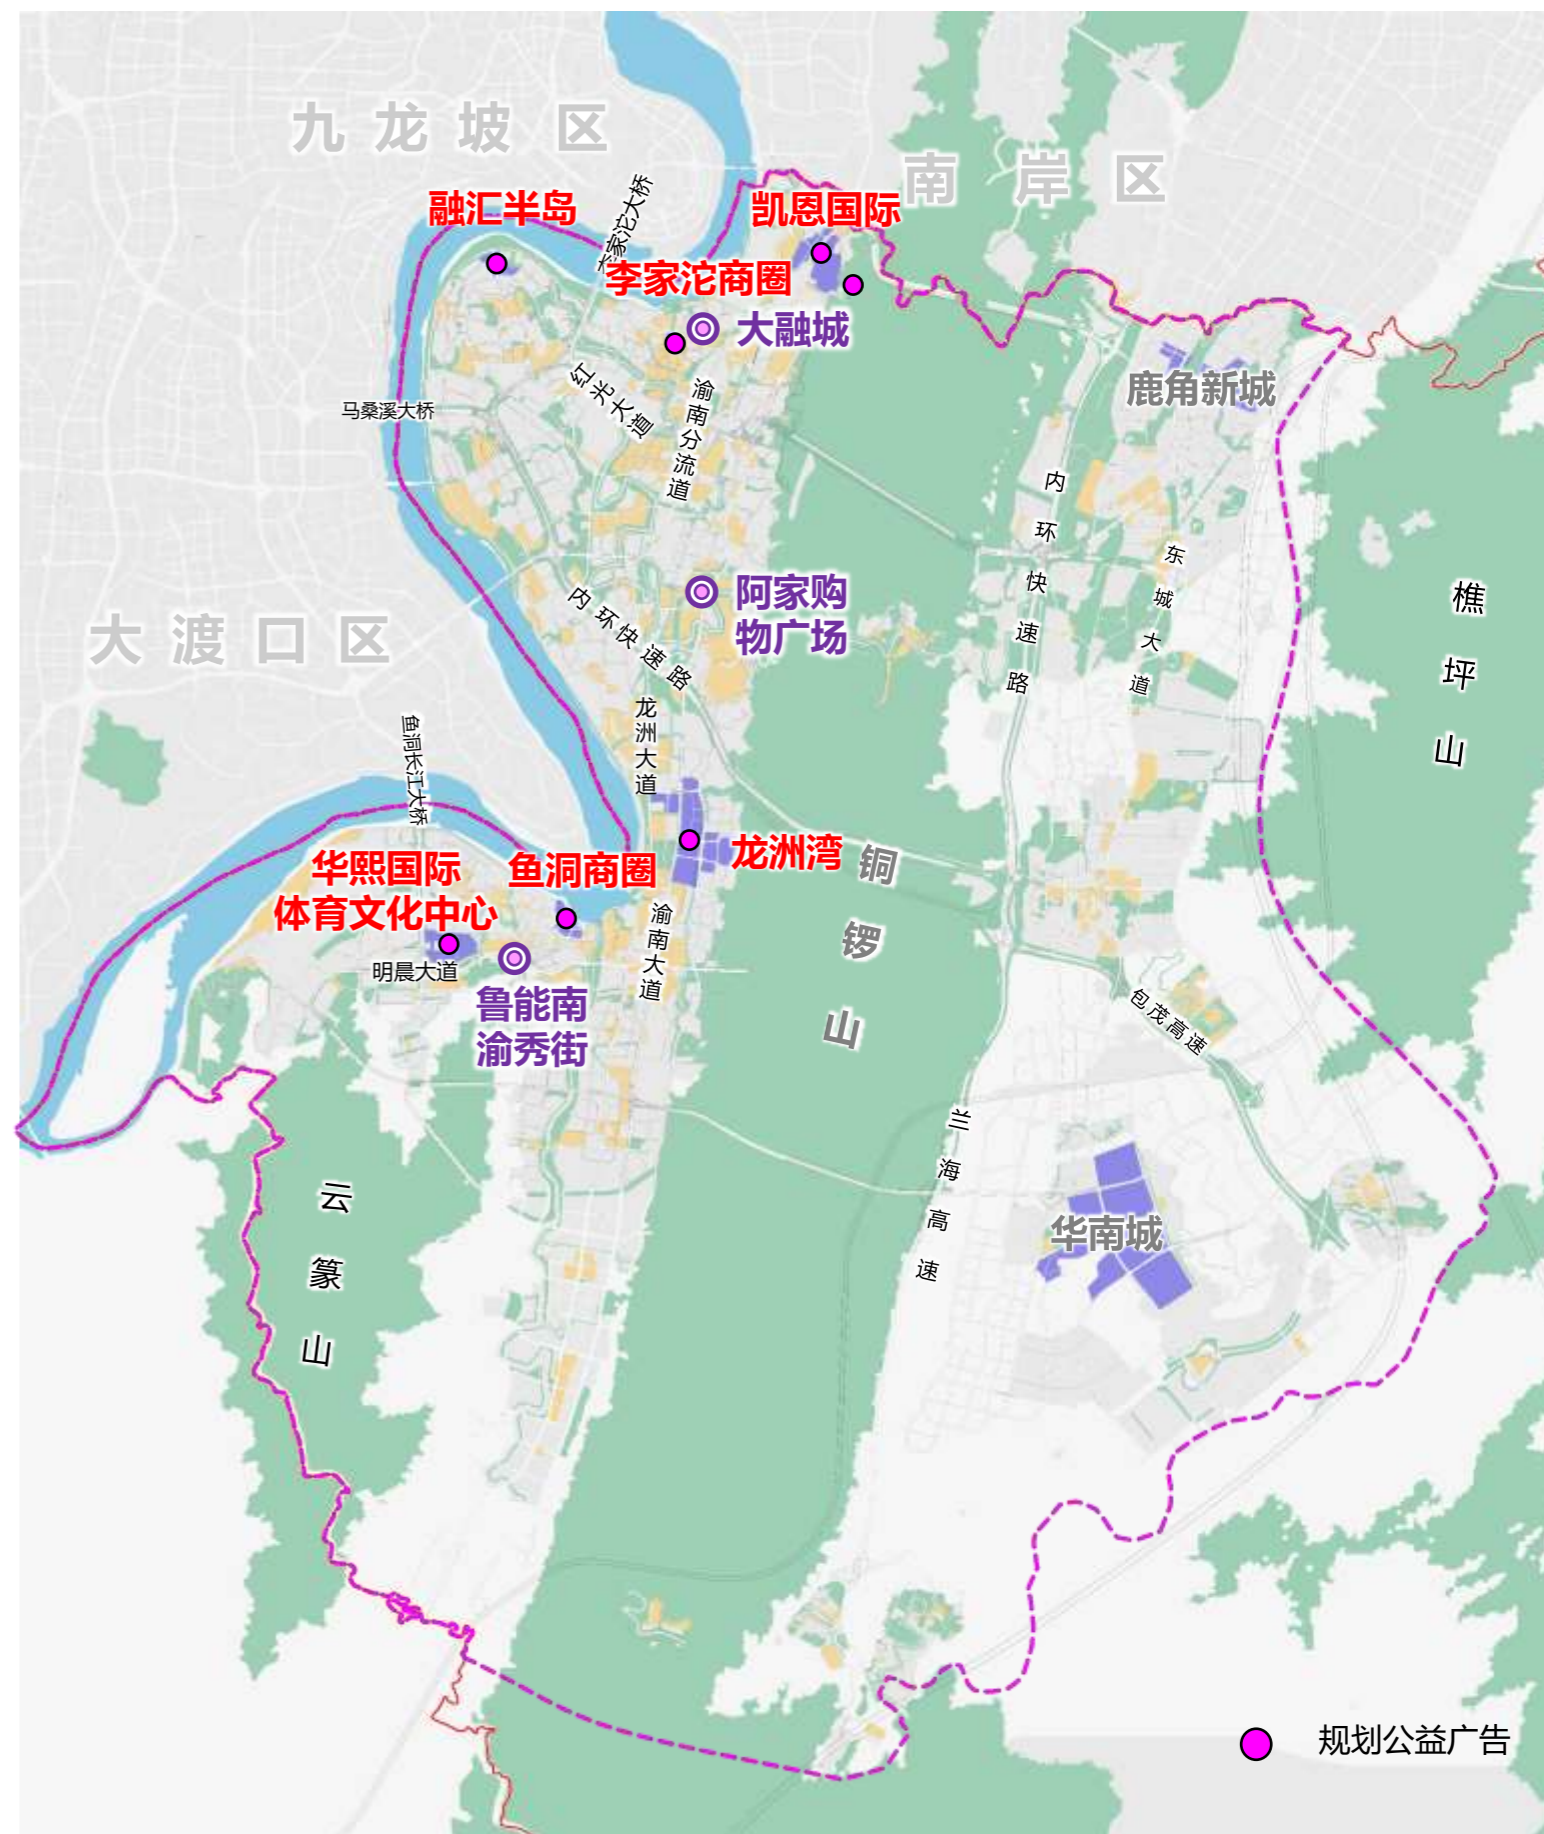 九龙坡区
南岸区
融汇半岛
李家沱大桥
凯恩国际
李家沱商圈
大融城
红光大道
渝南分流道
鹿角新城
马桑溪大桥
内环快速路
东城大道
阿家购
物广场
内环快速路
樵坪山
大渡口区
龙洲大道
鱼洞长江大桥
华熙国际
体育文化中心
鱼洞商圈
龙洲湾
铜锣山
渝南大道
明晨大道
鲁能南
渝秀街
包茂高速
兰海高速
云篆山
华南城
规划公益广告